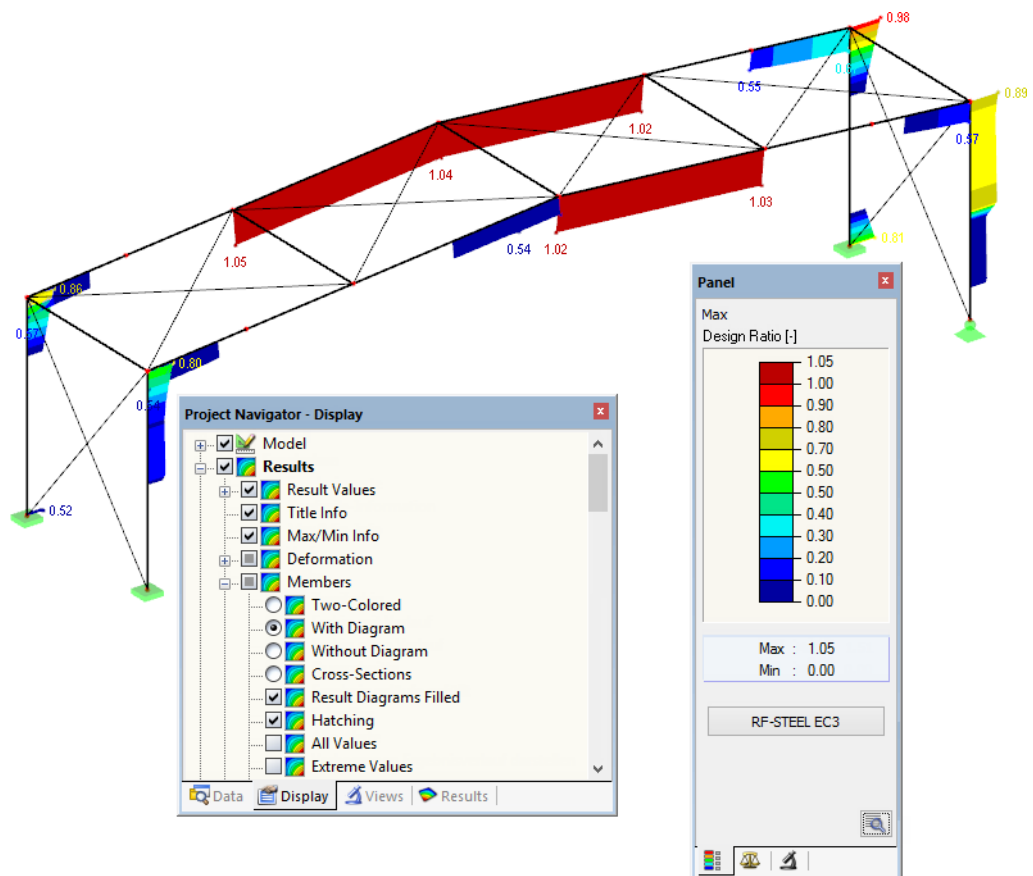 0.98
0.55
0.89
1.02
0.57
1.04
1.03
0.81
1.05
0.54
1.02
0.86
0.57
0.80
0.52
Panel
Max
Design Ratio [-]
1.05
1.00
0.90
0.70
0.50
0.50
0.40
0.30
0.20
0.10
0.00
Max : 1.05
Min : 0.00
RF-STEEL EC3
Project Navigator - Display
Model
Results
Result Values
Title Info
Max/Min Info
Deformation
Members
Two-Colored
With Diagram
Without Diagram
Cross-Sections
Result Diagrams Filled
Hatching
All Values
Extreme Values
Data Display Views Results